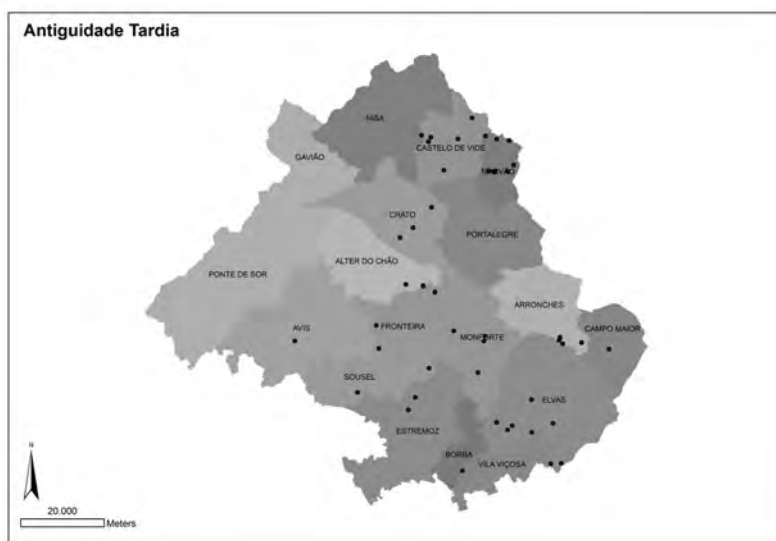 Antiguidade Tardia
NISA
CASTELO DE VIDE
GAVIÃO
CRATO
PORTALEGRE
ALTER DO CHÃO
PONTE DE SOR
ARRONCHES
CAMPO MAIOR
AVIS
FRONTEIRA
MONFORTE
SOUSEL
ELVAS
ESTREMOZ
BORBA
VILA VIÇOSA
N
20.000
Meters